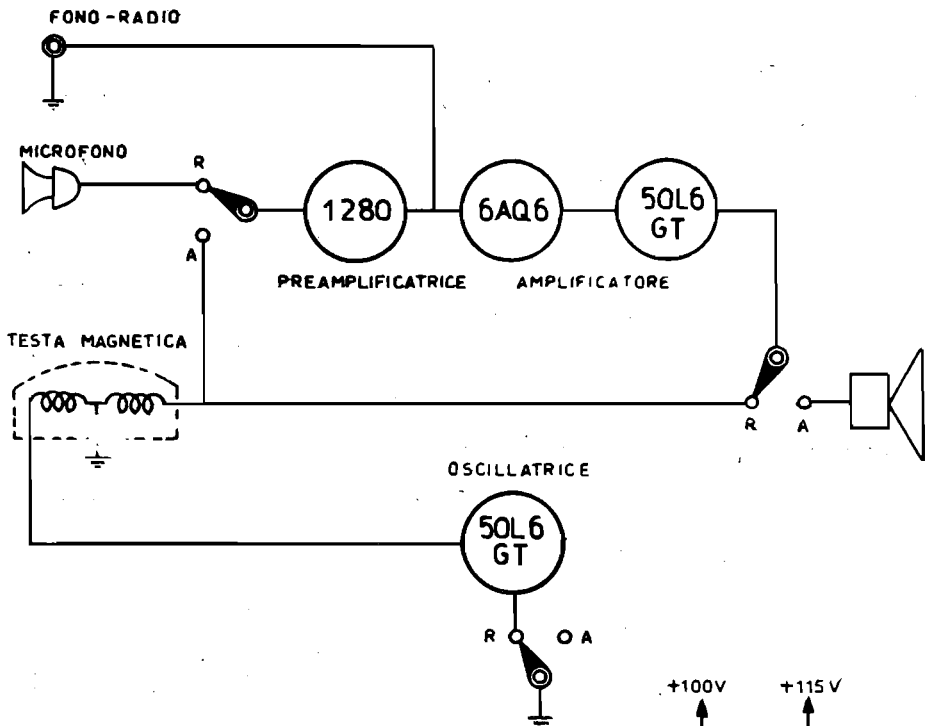 FONO-RADIO
MICROFONO
R
A
1280
PREAMPLIFICATRICE
6AQ6
50L6
GT
AMPLIFICATORE
TESTA MAGNETICA
R
A
OSCILLATRICE
50L6
GT
R
A
+100V
+115V